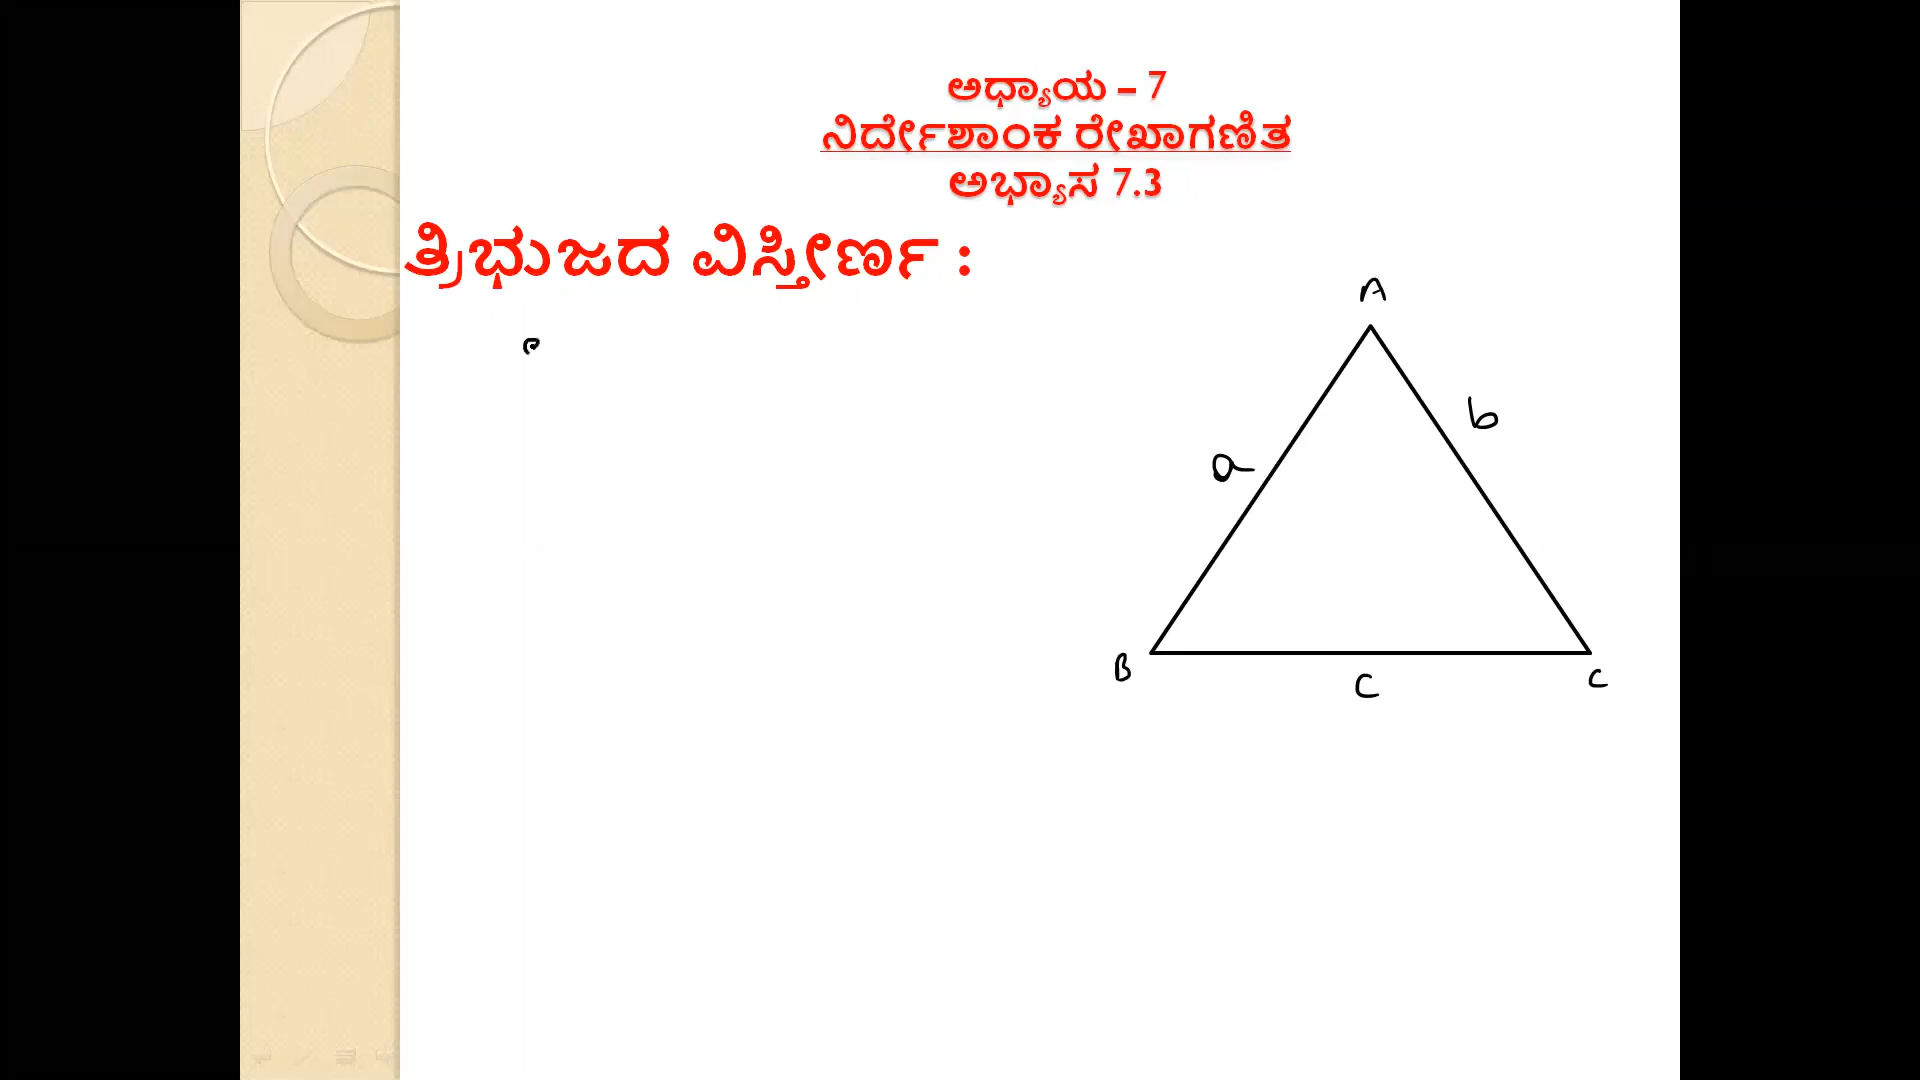 ಅಧ್ಯಾಯ – 7
ನಿರ್ದೇಶಾಂಕ ರೇಖಾಗಣಿತ
ಅಭ್ಯಾಸ 7.3
ತ್ರಿಭುಜದ ವಿಸ್ತೀರ್ಣ :
A
b
a
B
C
C